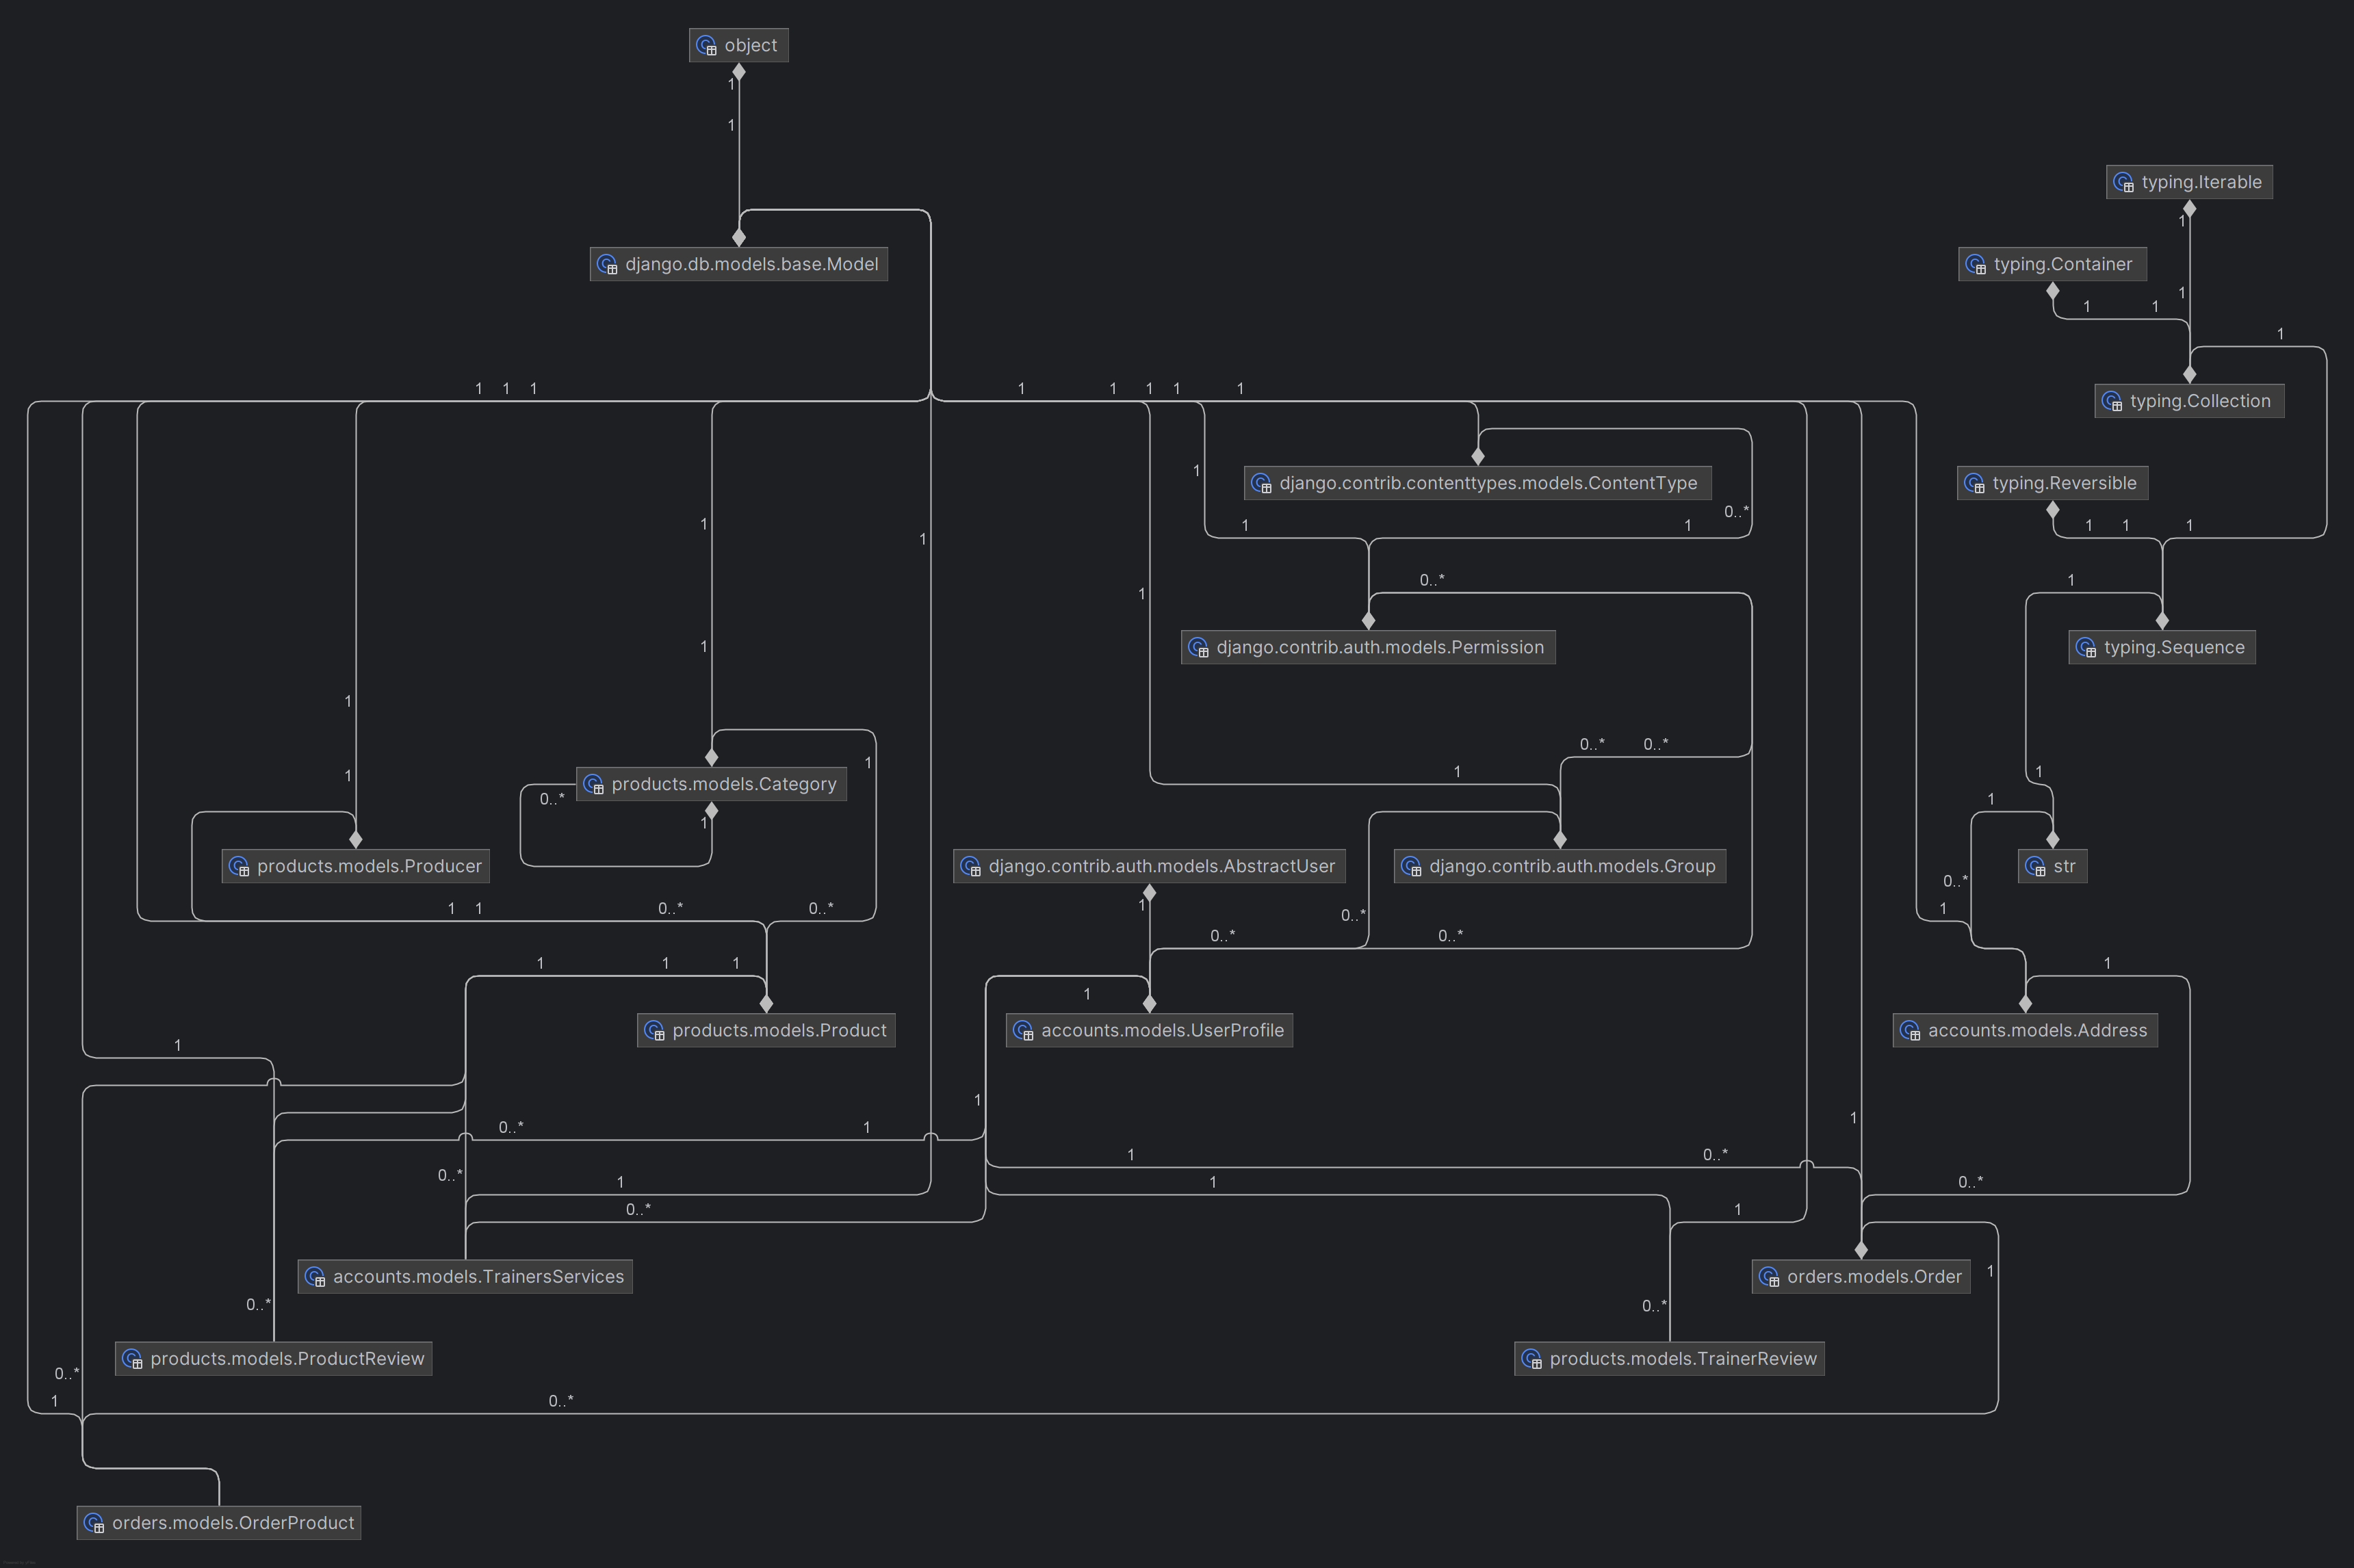 object
1
1
typing.Iterable
1
django.db.models.base.Model
typing.Container
1
1 1
1
1 1 1
1 1 1 1 1
typing.Collection
1
django.contrib.contenttypes.models.ContentType
typing.Reversible
0..*
1
1 1
1 1 1
1
0..*
1
1
django.contrib.auth.models.Permission
typing.Sequence
1
1
0..* 0..*
1
1
1
1
products.models.Category
0..*
1
1
1
products.models.Producer
django.contrib.auth.models.AbstractUser
django.contrib.auth.models.Group
str
0..*
1
1 1 0..* 0..*
0..*
1
0..* 0..*
1 1 1
1
1
products.models.Product
accounts.models.UserProfile
accounts.models.Address
1
1
1
0..* 1
1 0..*
0..*
1
1
0..*
0..*
1
accounts.models.TrainersServices
orders.models.Order
1
0..*
0..*
products.models.ProductReview
products.models.TrainerReview
0..*
1
0..*
orders.models.OrderProduct